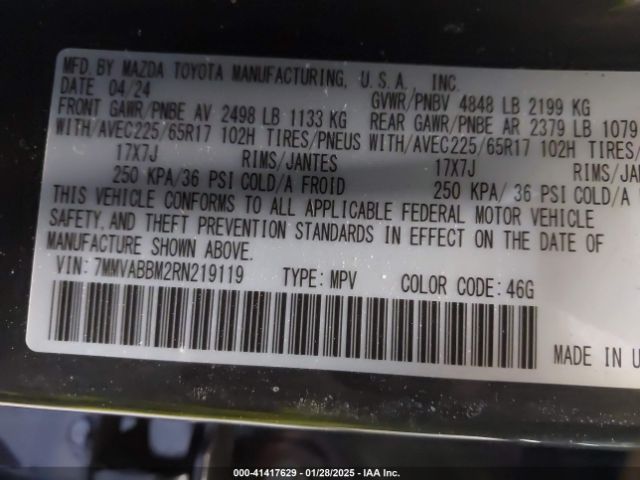 MFD. BY MAZDA TOYOTA MANUFACTURING, U.S.A. INC.
DATE 04/24 GVWR/PNBV 4848 LB 2199 KG
FRONT GAWR/PNBE AV 2498 LB 1133 KG REAR GAWR/PNBE AR 2379 LB 1079
WITH/AVEC225/65R17 102H TIRES/PNEUS WITH/AVEC225/65R17 102H TIRES/
17X7J RIMS/JANTES 17X7J RIMS/JANTES
250 KPA/36 PSI COLD/A FROID 250 KPA/ 36 PSI COLD/A
THIS VEHICLE CONFORMS TO ALL APPLICABLE FEDERAL MOTOR VEHICLE
SAFETY, AND THEFT PREVENTION STANDARDS IN EFFECT ON THE DATE OF
MANUFACTURE SHOWN ABOVE.
VIN: 7MMVABBM2RN219119 TYPE: MPV COLOR CODE: 46G
MADE IN U
000-41417629 | 01/28/2025 | IAA Inc.